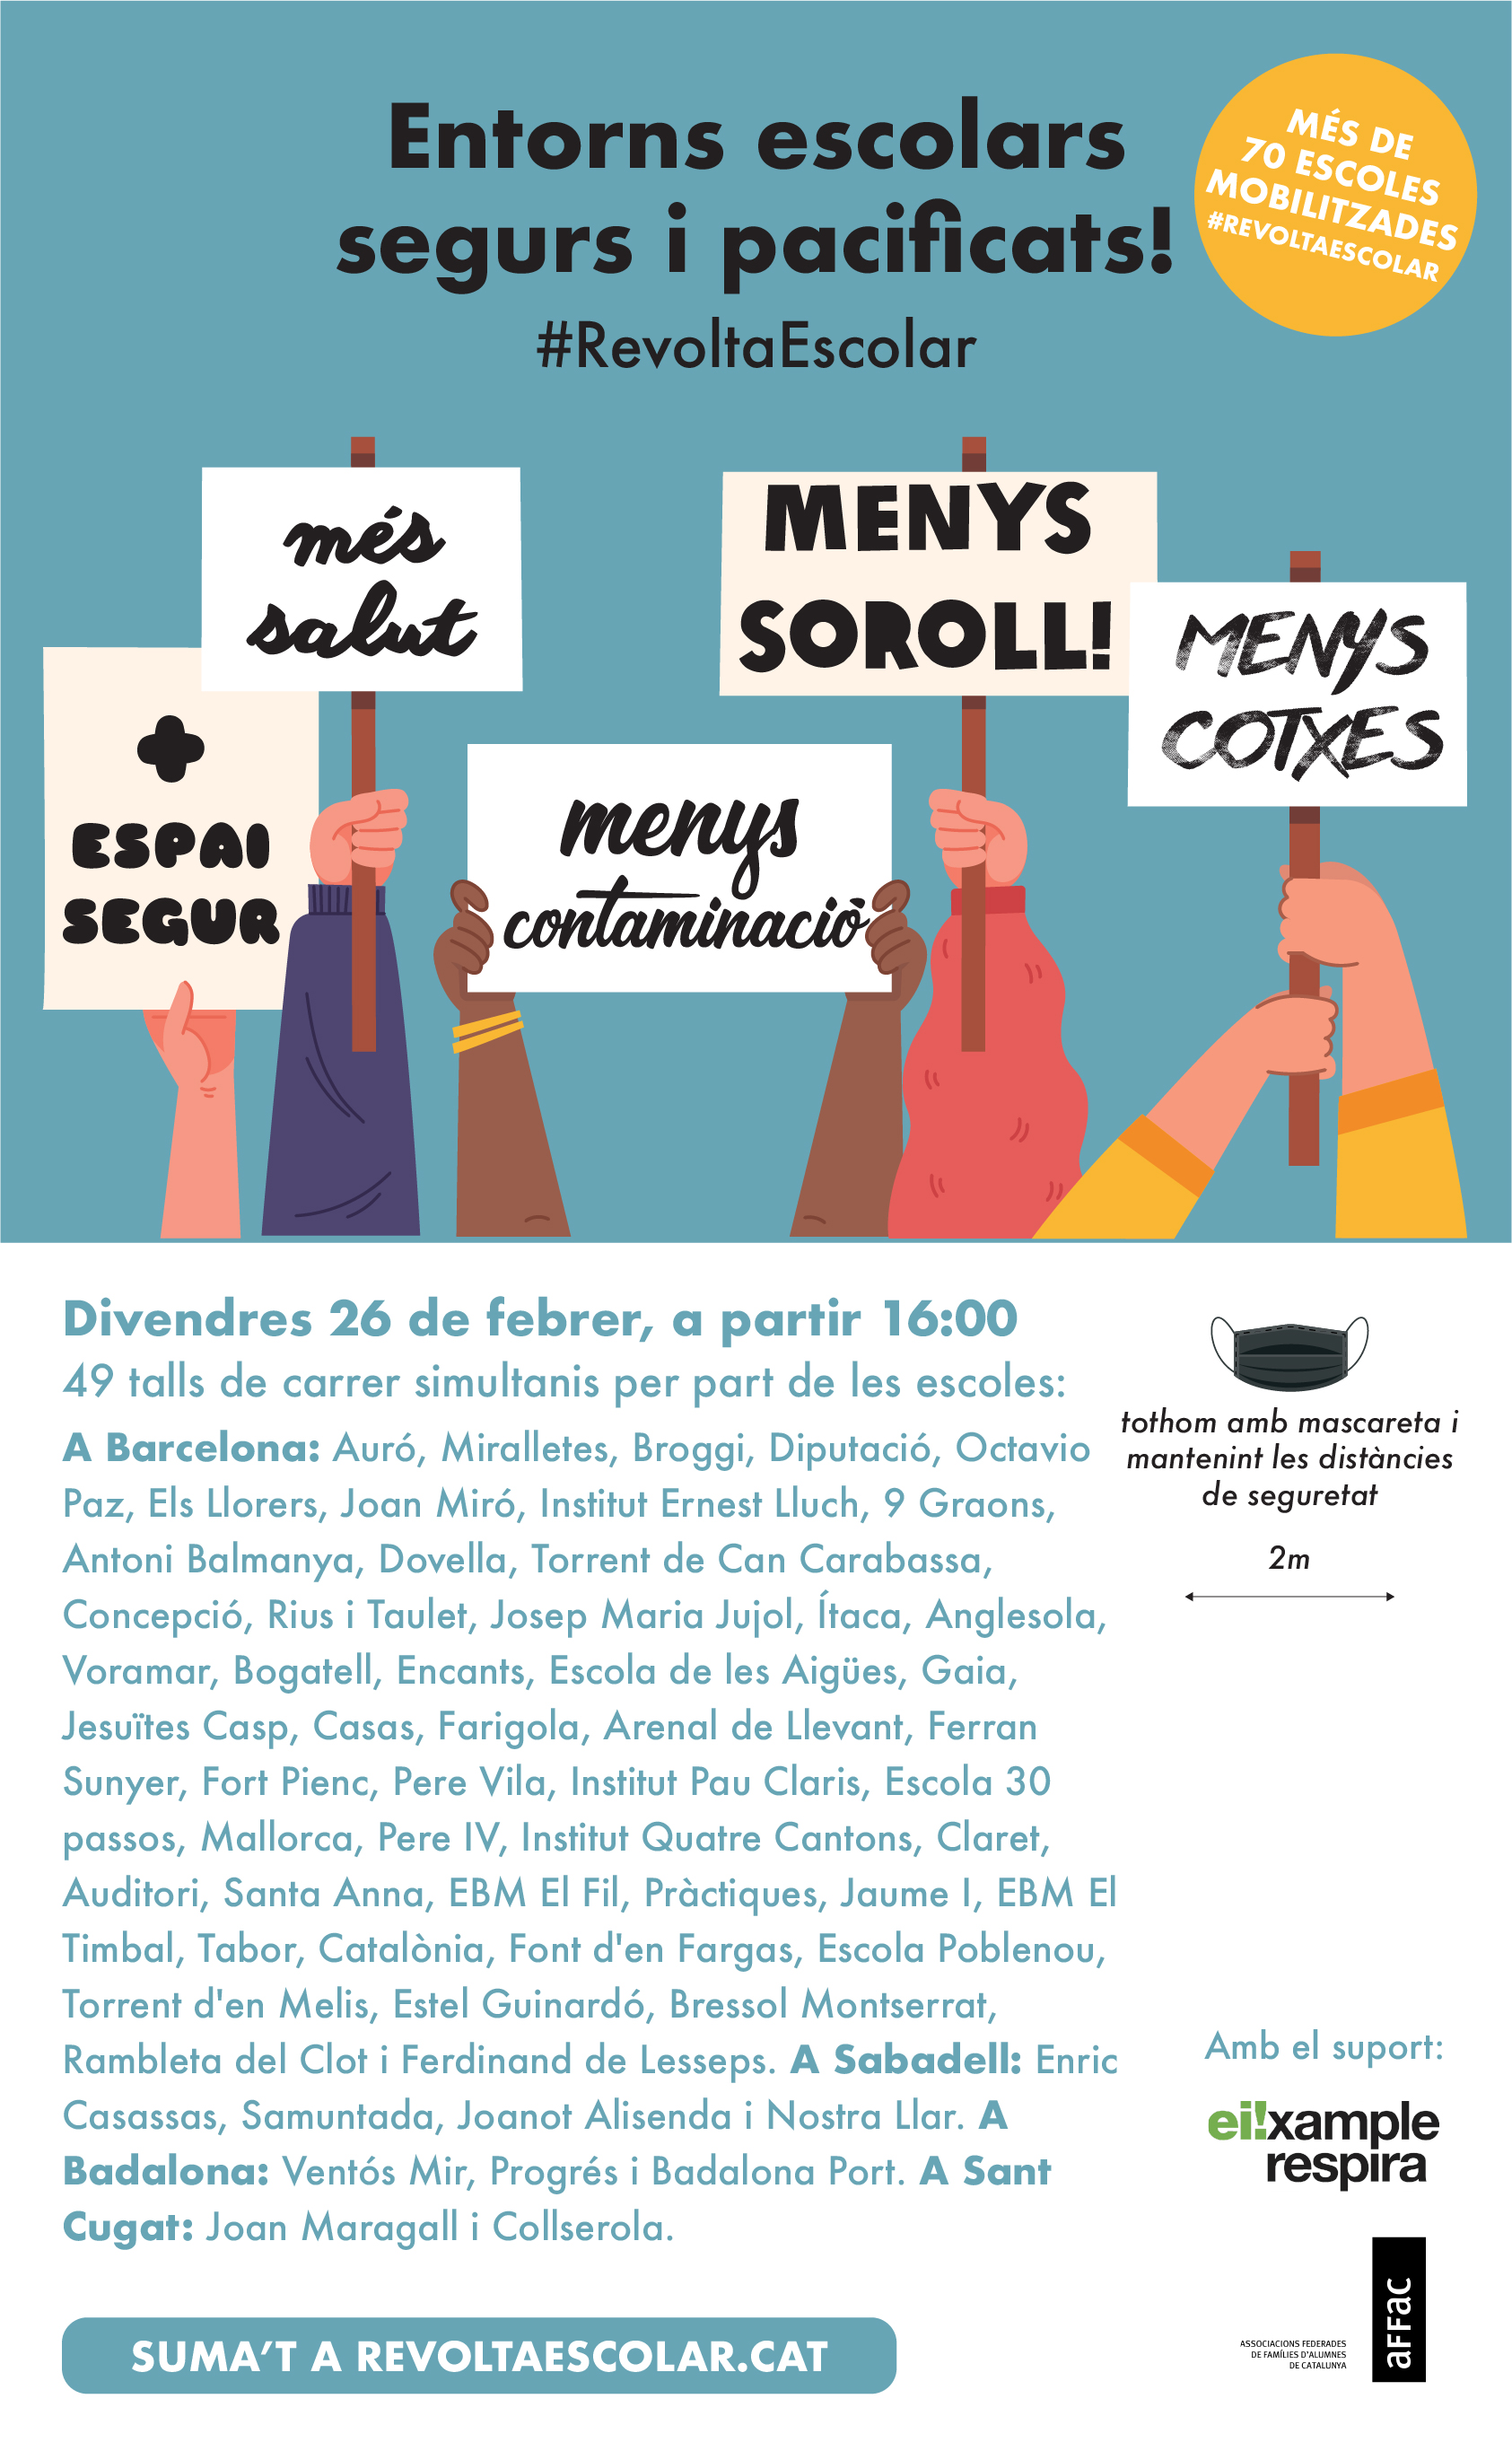 Entorns escolars
segurs i pacificats!
#RevoltaEscolar
MÉS DE
70 ESCOLES
MOBILITZADES
#REVOLTAESCOLAR
més
salut
MENYS
SOROLL!
MENYS
COTXES
+
ESPAI
SEGUR
menys
contaminació
Divendres 26 de febrer, a partir 16:00
49 talls de carrer simultanis per part de les escoles:
A Barcelona: Auró, Miralletes, Broggi, Diputació, Octavio
Paz, Els Llorers, Joan Miró, Institut Ernest Lluch, 9 Graons,
Antoni Balmanya, Dovella, Torrent de Can Carabassa,
Concepció, Rius i Taulet, Josep Maria Jujol, Ítaca, Anglesola,
Voramar, Bogatell, Encants, Escola de les Aigües, Gaia,
Jesuïtes Casp, Casas, Farigola, Arenal de Llevant, Ferran
Sunyer, Fort Pienc, Pere Vila, Institut Pau Claris, Escola 30
passos, Mallorca, Pere IV, Institut Quatre Cantons, Claret,
Auditori, Santa Anna, EBM El Fil, Pràctiques, Jaume I, EBM El
Timbal, Tabor, Catalònia, Font d'en Fargas, Escola Poblenou,
Torrent d'en Melis, Estel Guinardó, Bressol Montserrat,
Rambleta del Clot i Ferdinand de Lesseps. A Sabadell: Enric
Casassas, Samuntada, Joanot Alisenda i Nostra Llar. A
Badalona: Ventós Mir, Progrés i Badalona Port. A Sant
Cugat: Joan Maragall i Collserola.
tothom amb mascareta i
mantenint les distàncies
de seguretat
2m
Amb el suport:
ei!xample
respira
ASSOCIACIONS FEDERADES
DE FAMÍLIES D'ALUMNES
DE CATALUNYA
aFFaC
SUMA'T A REVOLTAESCOLAR.CAT